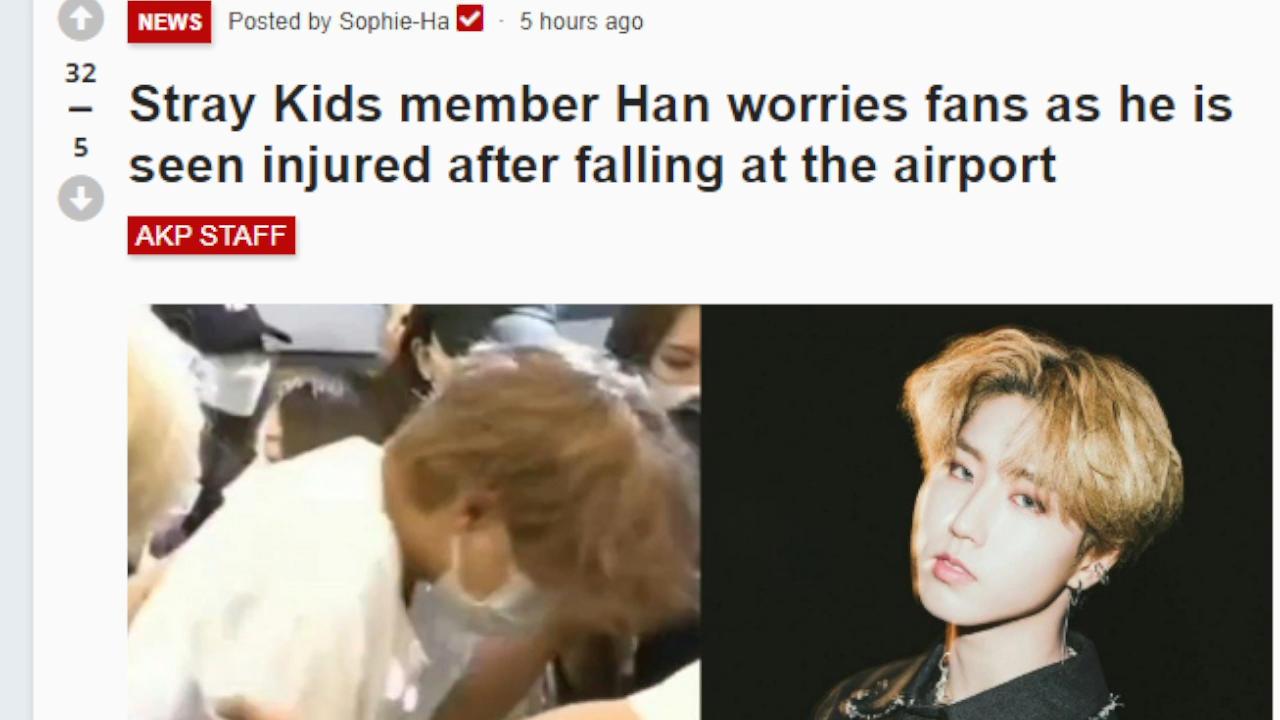 NEWS Posted by Sophie-Ha · 5 hours ago
32
–
5
Stray Kids member Han worries fans as he is
seen injured after falling at the airport
AKP STAFF